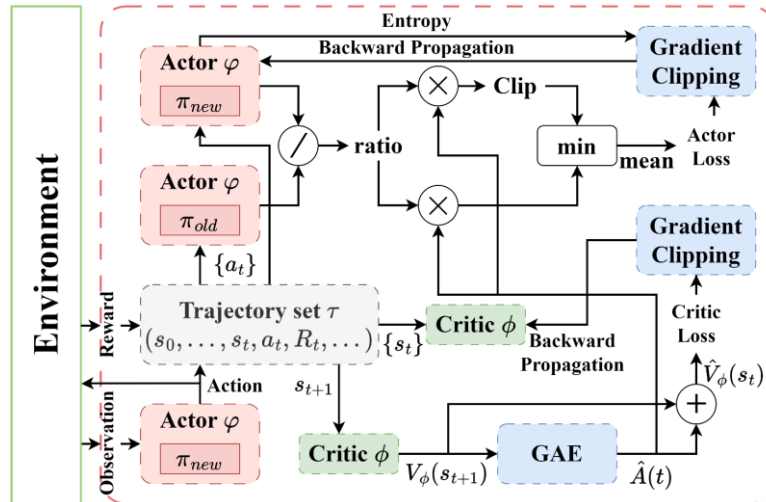 Entropy
Backward Propagation
Actor φ
π_new
Gradient
Clipping
Clip
ratio
min
mean
Actor
Loss
Actor φ
π_old
{a_t}
Environment
Reward
Trajectory set τ
(s_0, . . . , s_t, a_t, R_t, . . . )
{s_t}
Critic ϕ
Backward
Propagation
Gradient
Clipping
Critic
Loss
V̂_ϕ(s_t)
Action
s_{t+1}
Observation
Actor φ
π_new
Critic ϕ
V_ϕ(s_{t+1})
GAE
Â(t)